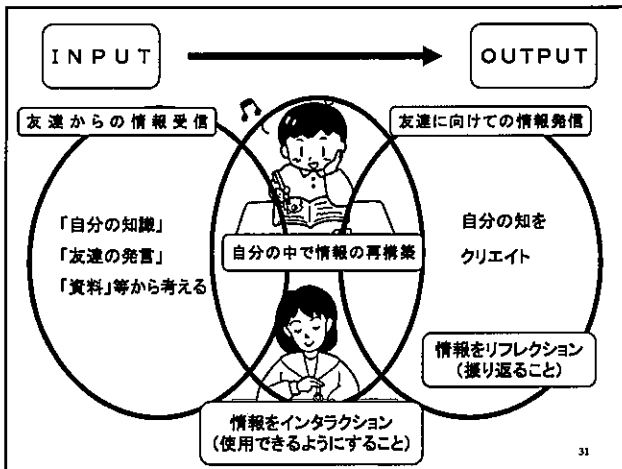 INPUT
OUTPUT
友達からの情報受信
友達に向けての情報発信
「自分の知識」
「友達の発言」
「資料」等から考える
自分の中で情報の再構築
自分の知を
クリエイト
情報をリフレクション
(振り返ること)
情報をインタラクション
(使用できるようにすること)
31